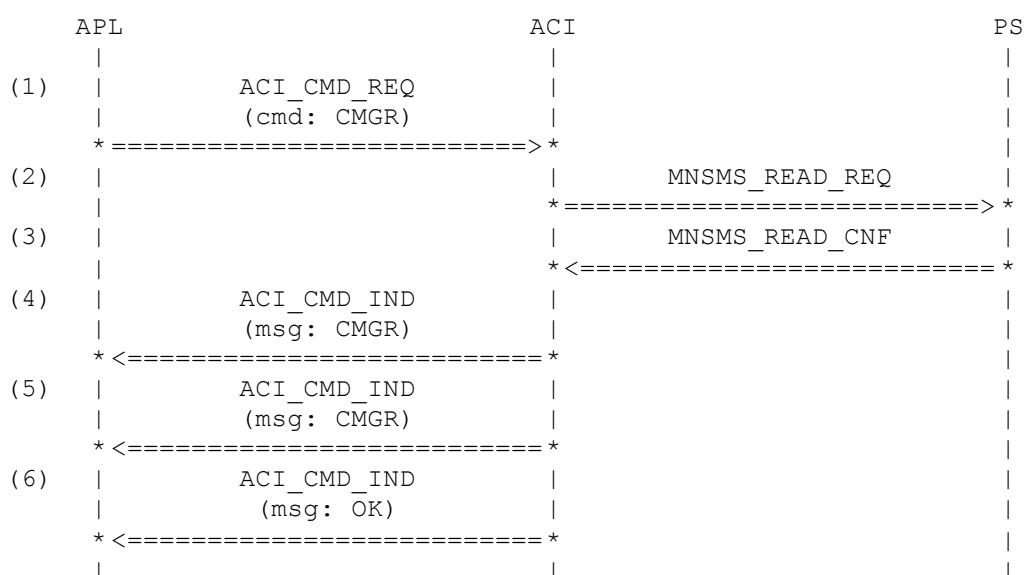 APL ACI PS
| | |
(1) | ACI_CMD_REQ | |
| (cmd: CMGR) | |
* ==========================> * |
(2) | | MNSMS_READ_REQ |
| * ==========================> *
(3) | | MNSMS_READ_CNF |
| * <========================== *
(4) | ACI_CMD_IND | |
| (msg: CMGR) | |
* <========================== * |
(5) | ACI_CMD_IND | |
| (msg: CMGR) | |
* <========================== * |
(6) | ACI_CMD_IND | |
| (msg: OK) | |
* <========================== * |
| | |